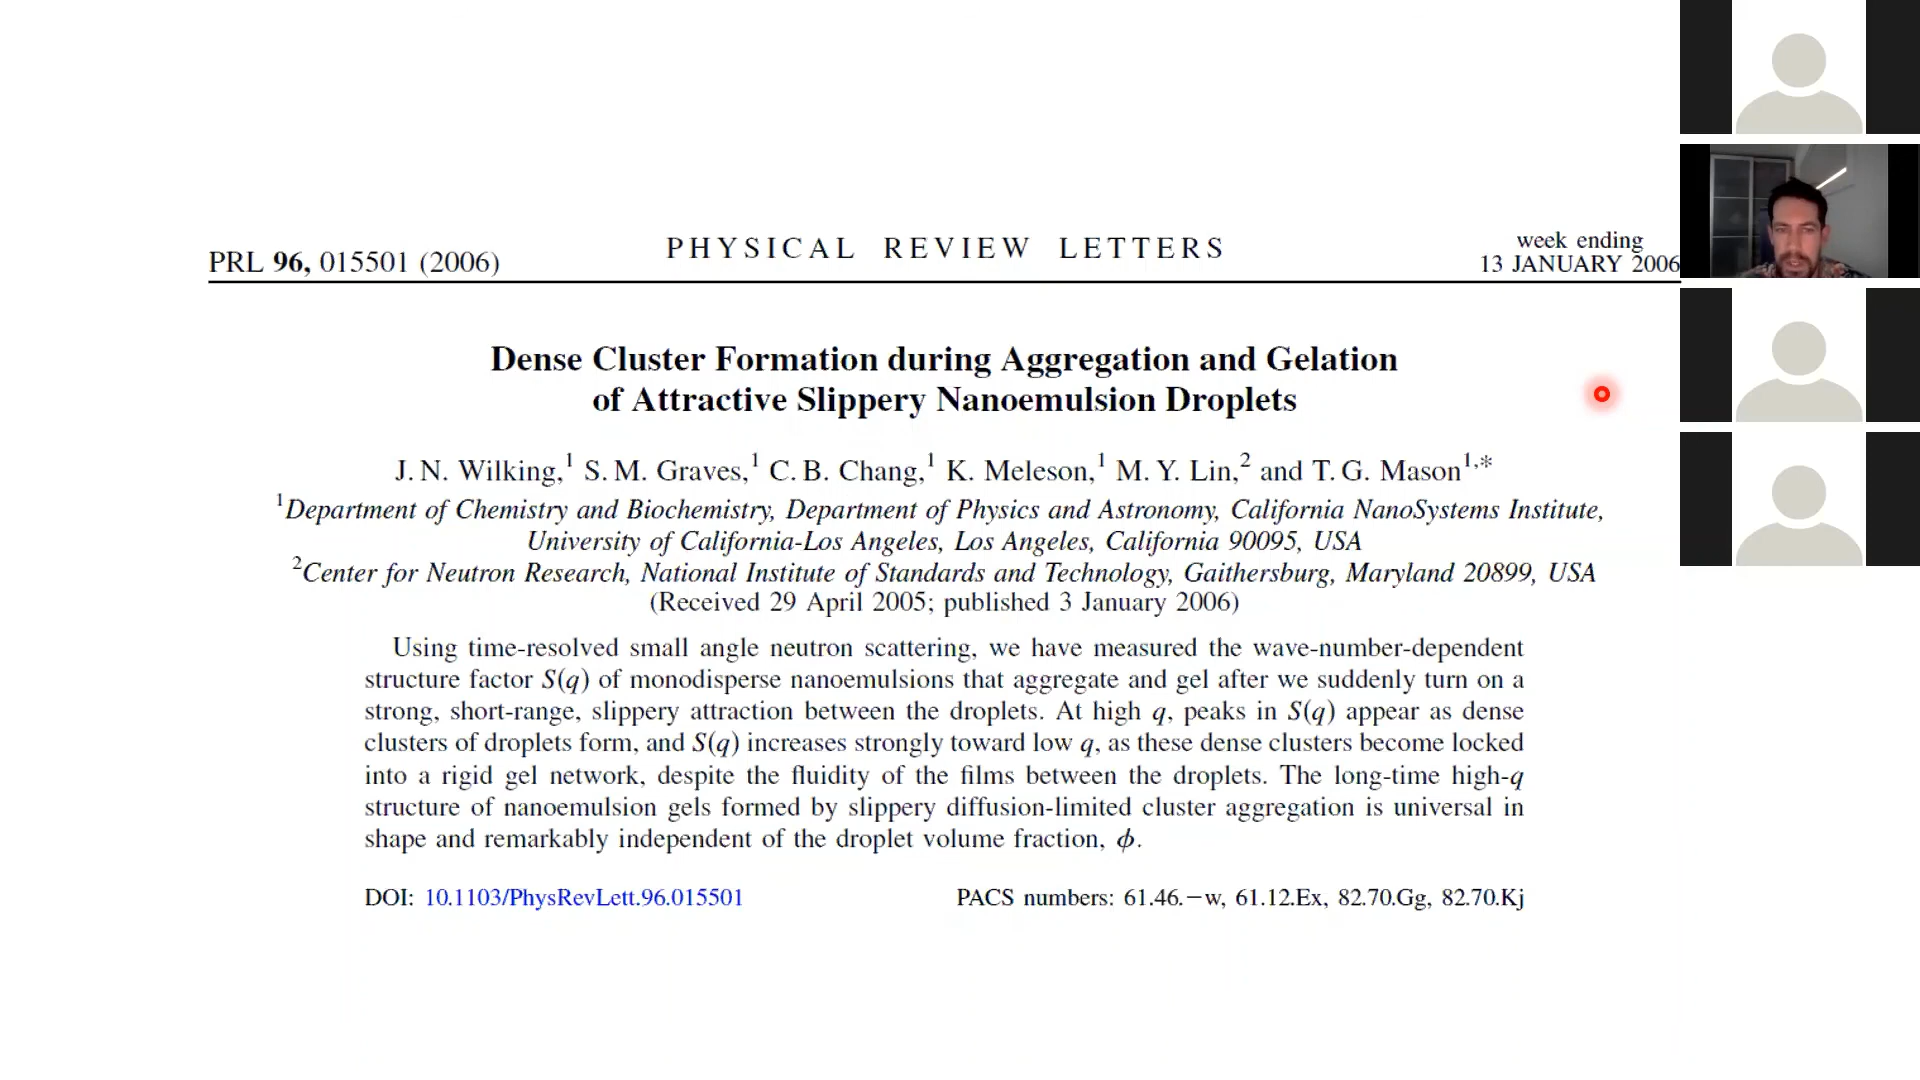 PRL 96, 015501 (2006)
PHYSICAL REVIEW LETTERS
week ending
13 JANUARY 2006
Dense Cluster Formation during Aggregation and Gelation
of Attractive Slippery Nanoemulsion Droplets
J. N. Wilking,¹ S. M. Graves,¹ C. B. Chang,¹ K. Meleson,¹ M. Y. Lin,² and T. G. Mason¹,*
¹Department of Chemistry and Biochemistry, Department of Physics and Astronomy, California NanoSystems Institute,
University of California-Los Angeles, Los Angeles, California 90095, USA
²Center for Neutron Research, National Institute of Standards and Technology, Gaithersburg, Maryland 20899, USA
(Received 29 April 2005; published 3 January 2006)
Using time-resolved small angle neutron scattering, we have measured the wave-number-dependent
structure factor S(q) of monodisperse nanoemulsions that aggregate and gel after we suddenly turn on a
strong, short-range, slippery attraction between the droplets. At high q, peaks in S(q) appear as dense
clusters of droplets form, and S(q) increases strongly toward low q, as these dense clusters become locked
into a rigid gel network, despite the fluidity of the films between the droplets. The long-time high-q
structure of nanoemulsion gels formed by slippery diffusion-limited cluster aggregation is universal in
shape and remarkably independent of the droplet volume fraction, ϕ.
DOI: 10.1103/PhysRevLett.96.015501
PACS numbers: 61.46.−w, 61.12.Ex, 82.70.Gg, 82.70.Kj